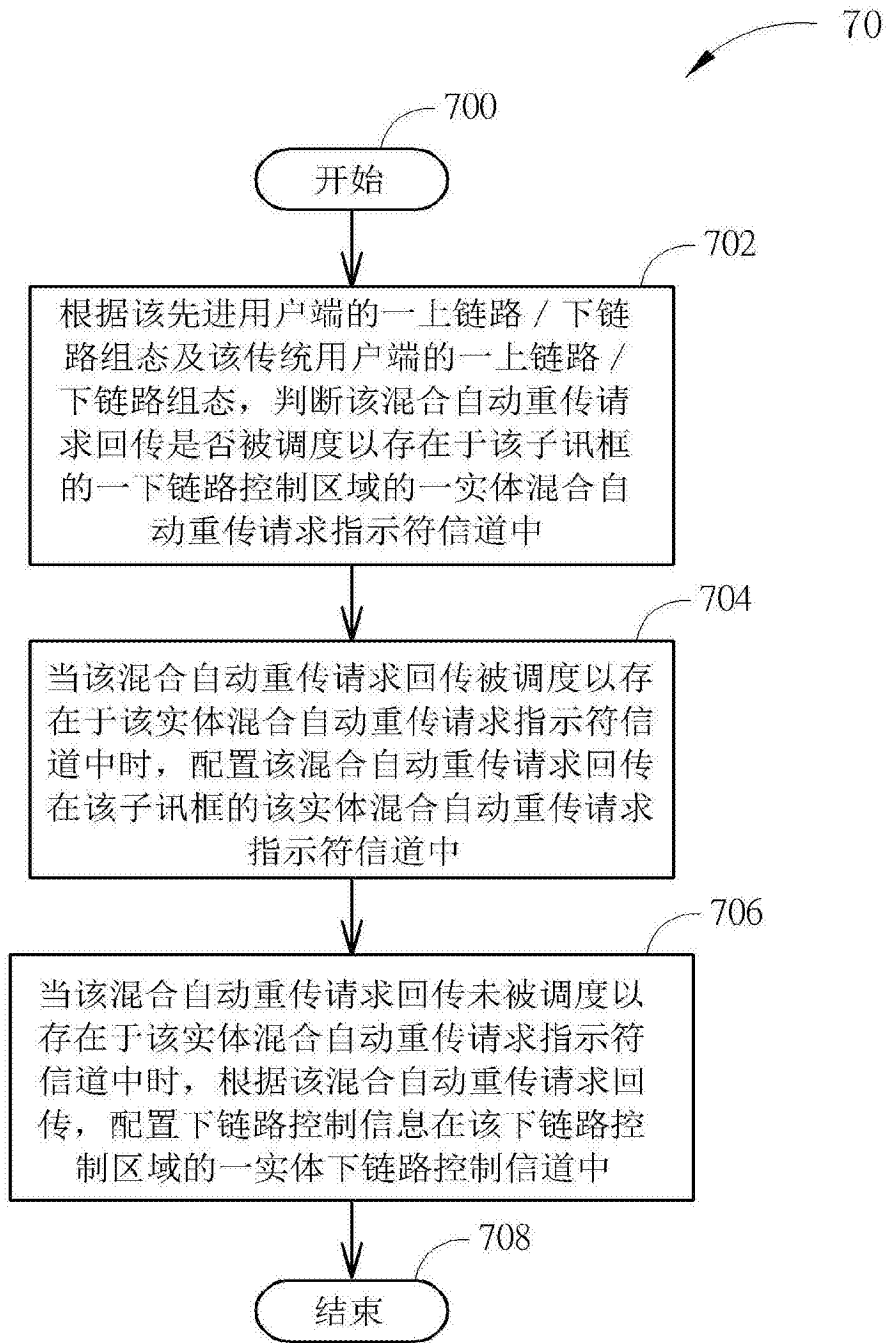 70
700
开始
702
根据该先进用户端的一上链路／下链
路组态及该传统用户端的一上链路／
下链路组态，判断该混合自动重传请
求回传是否被调度以存在于该子讯框
的一下链路控制区域的一实体混合自
动重传请求指示符信道中
704
当该混合自动重传请求回传被调度以存
在于该实体混合自动重传请求指示符信
道中时，配置该混合自动重传请求回传
在该子讯框的该实体混合自动重传请求
指示符信道中
706
当该混合自动重传请求回传未被调度以
存在于该实体混合自动重传请求指示符
信道中时，根据该混合自动重传请求回
传，配置下链路控制信息在该下链路控
制区域的一实体下链路控制信道中
708
结束